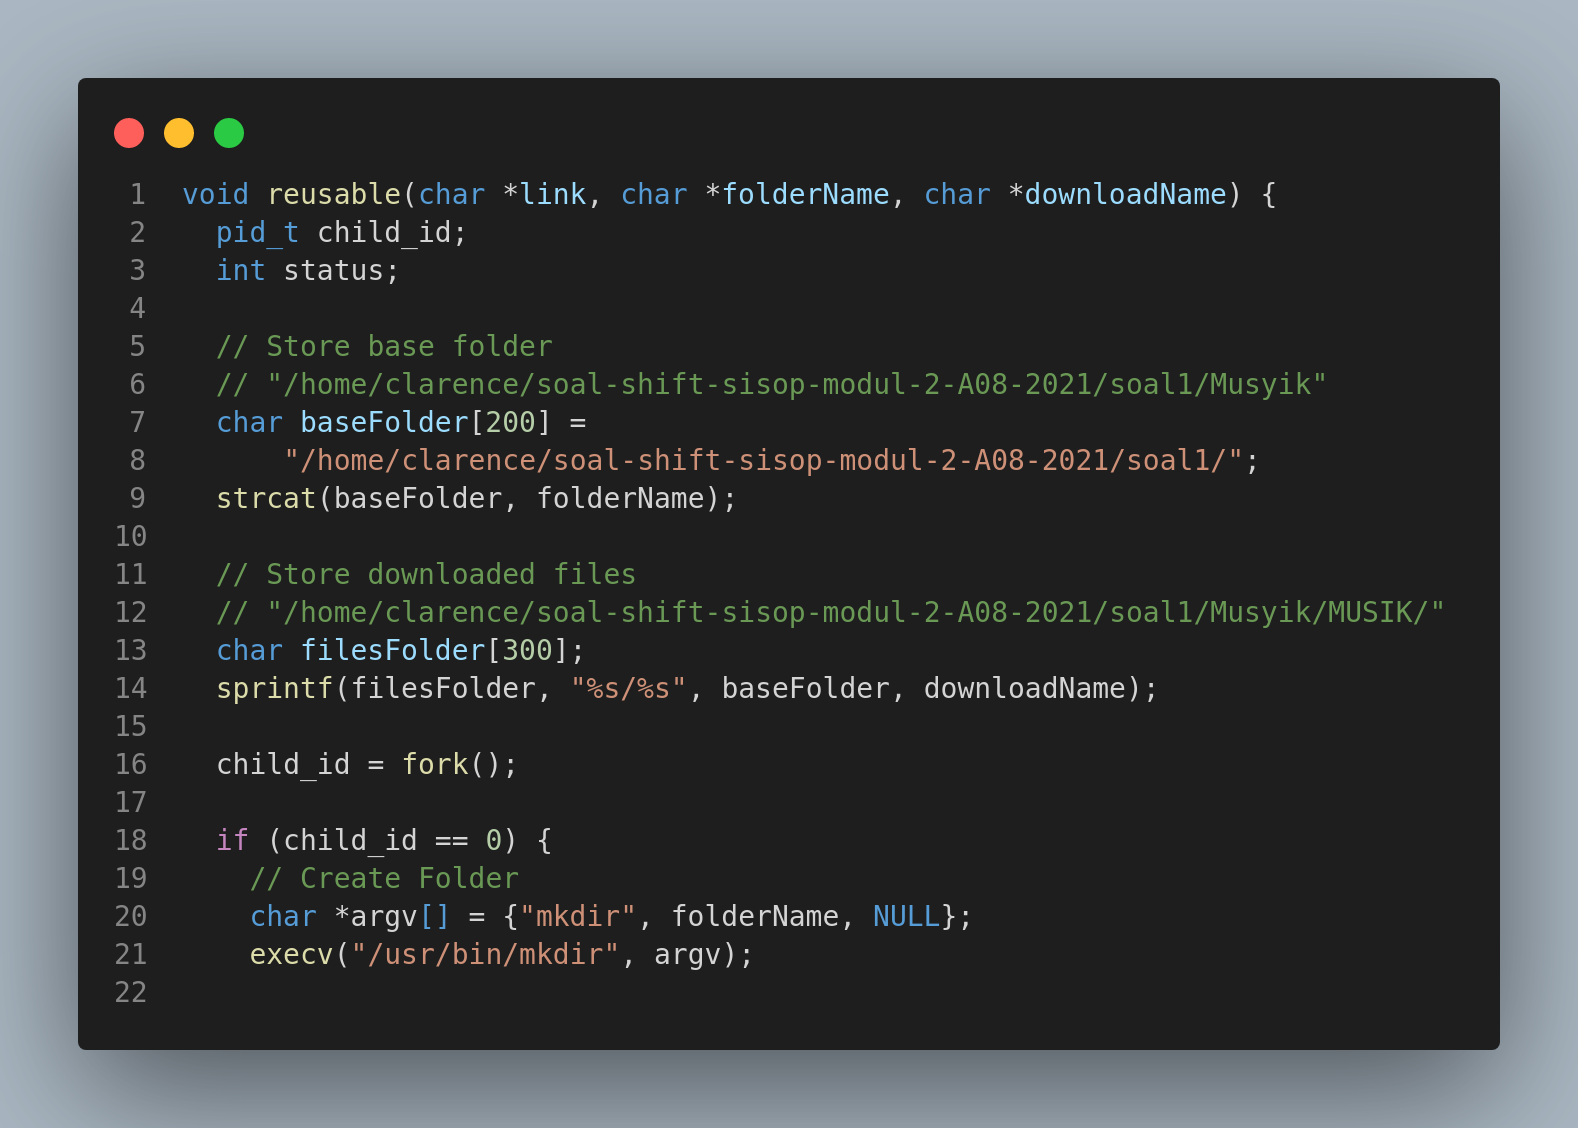 1 void reusable(char *link, char *folderName, char *downloadName) {
2   pid_t child_id;
3   int status;
4
5   // Store base folder
6   // "/home/clarence/soal-shift-sisop-modul-2-A08-2021/soal1/Musyik"
7   char baseFolder[200] =
8       "/home/clarence/soal-shift-sisop-modul-2-A08-2021/soal1/";
9   strcat(baseFolder, folderName);
10
11   // Store downloaded files
12   // "/home/clarence/soal-shift-sisop-modul-2-A08-2021/soal1/Musyik/MUSIK/"
13   char filesFolder[300];
14   sprintf(filesFolder, "%s/%s", baseFolder, downloadName);
15
16   child_id = fork();
17
18   if (child_id == 0) {
19     // Create Folder
20     char *argv[] = {"mkdir", folderName, NULL};
21     execv("/usr/bin/mkdir", argv);
22